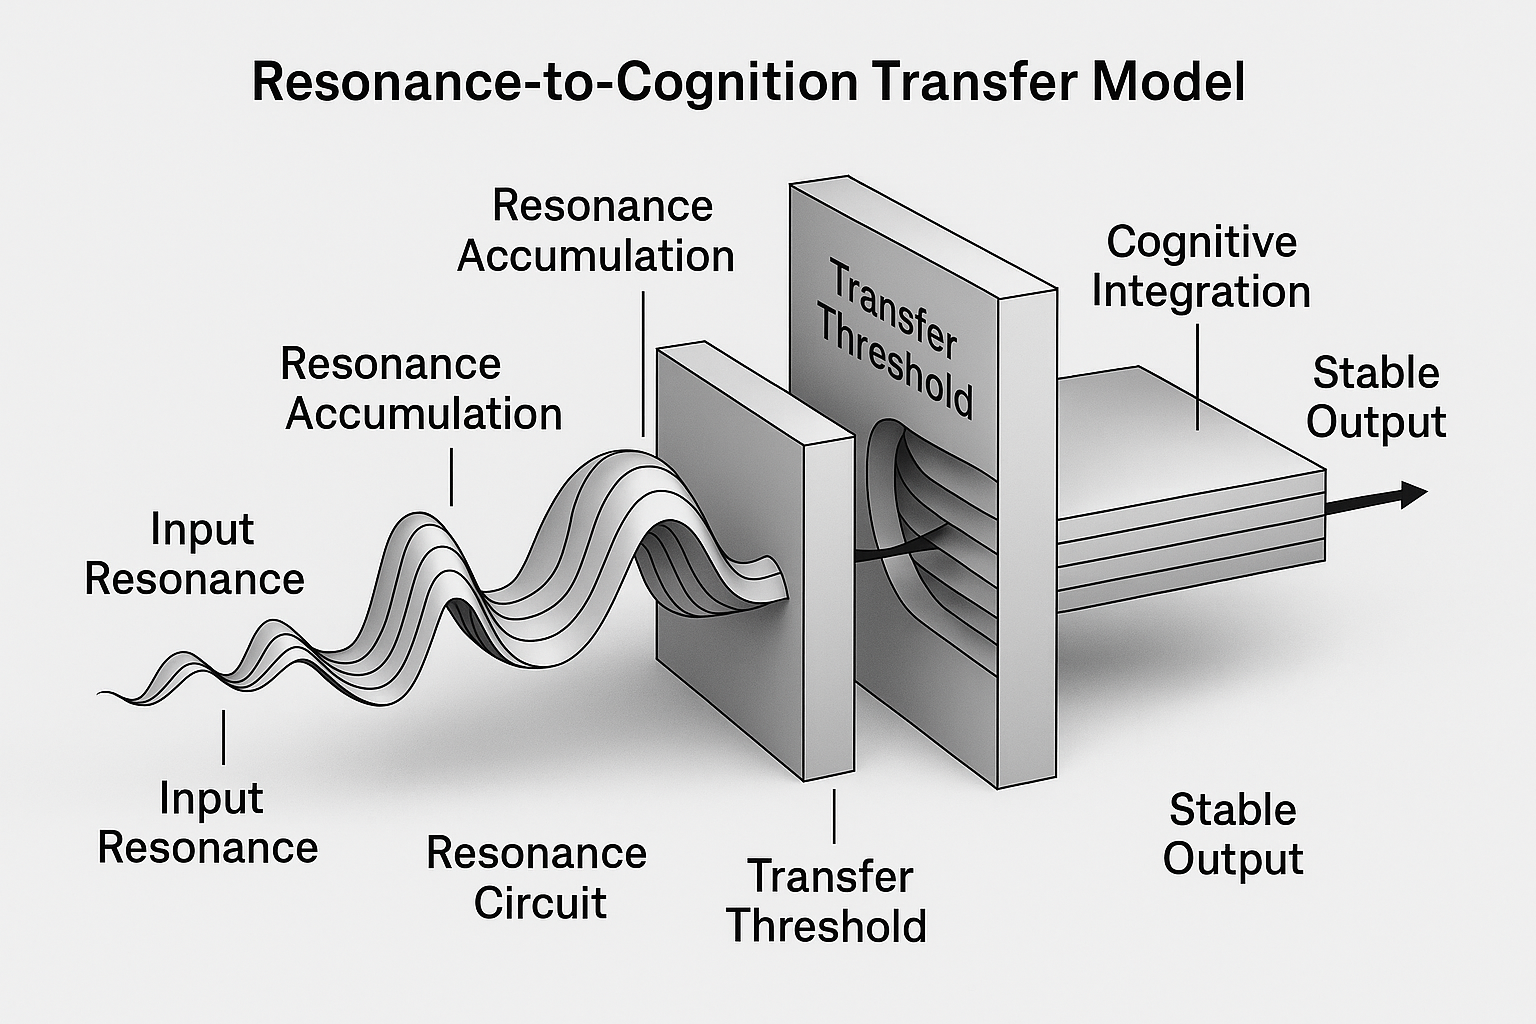 Resonance-to-Cognition Transfer Model
Resonance
Accumulation
Transfer
Threshold
Cognitive
Integration
Resonance
Accumulation
Stable
Output
Input
Resonance
Input
Resonance
Resonance
Circuit
Transfer
Threshold
Stable
Output